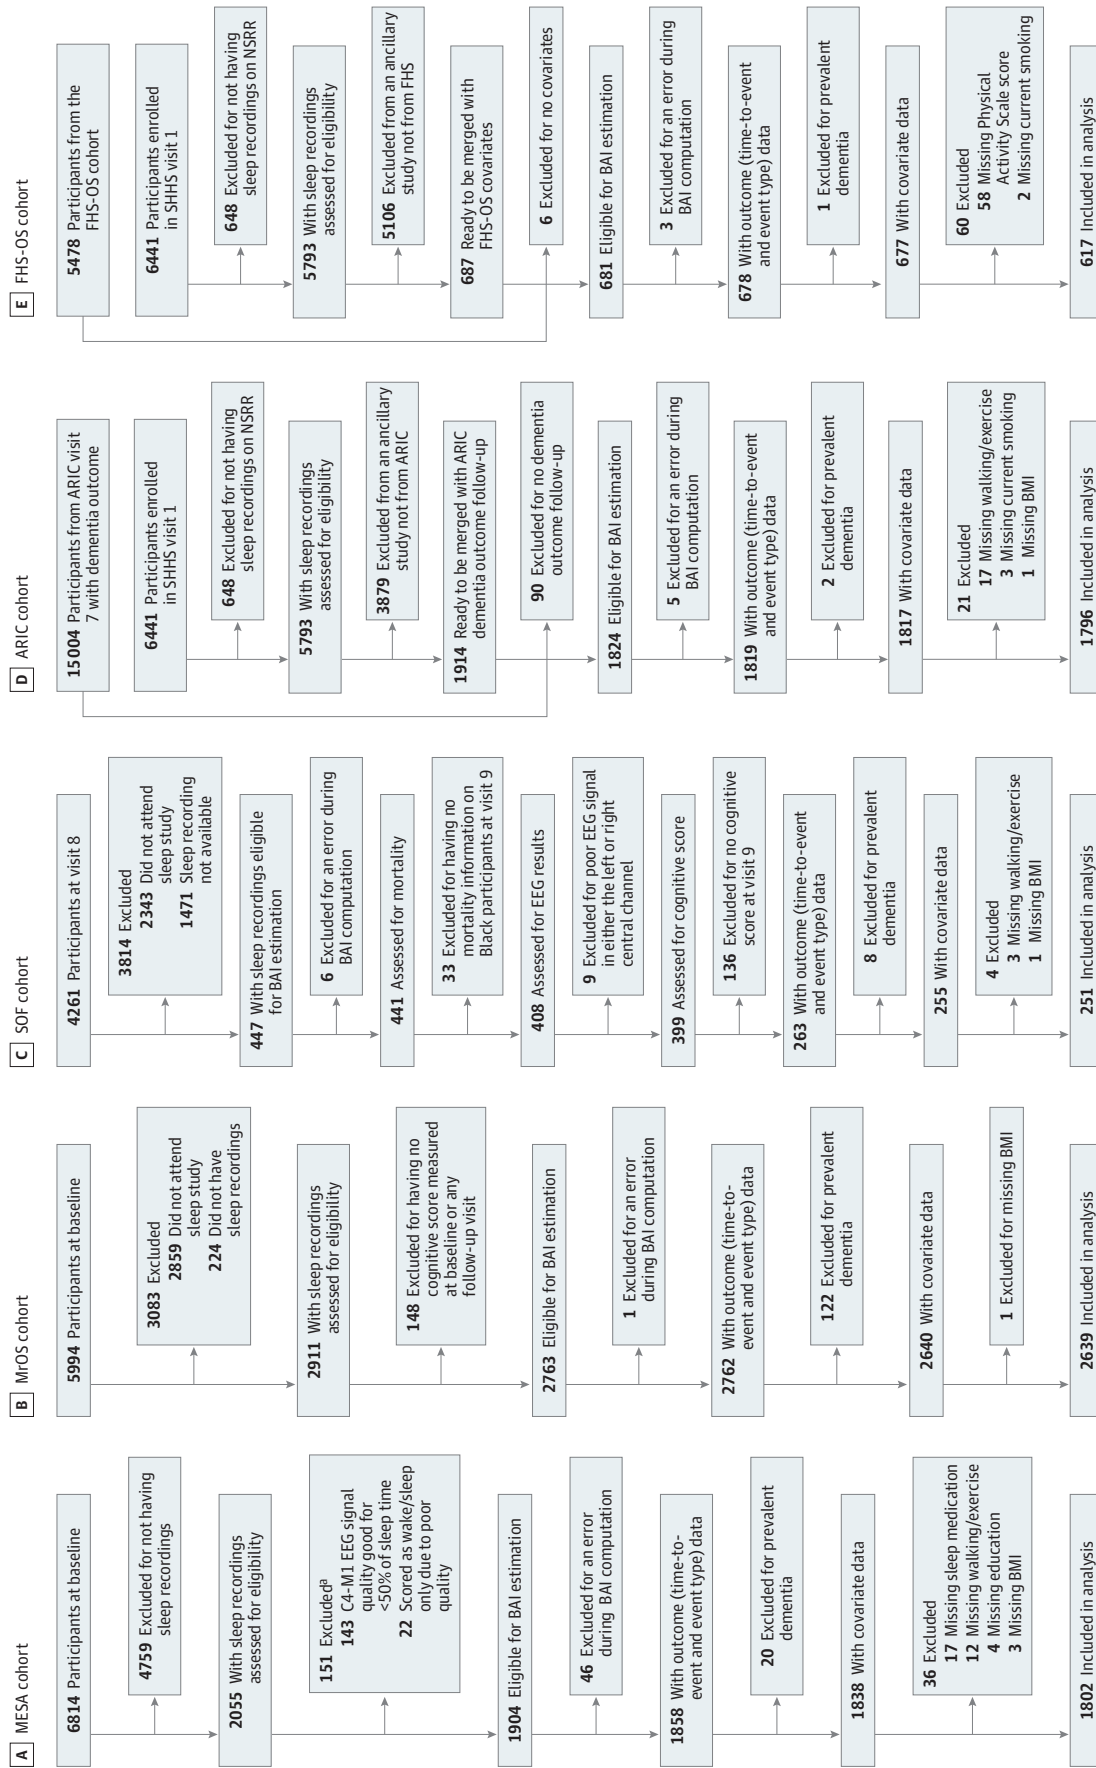 A MESA cohort
6814 Participants at baseline
4759 Excluded for not having
sleep recordings
2055 With sleep recordings
assessed for eligibility
151 Excludedª
143 C4-M1 EEG signal
quality good for
<50% of sleep time
22 Scored as wake/sleep
only due to poor
quality
1904 Eligible for BAI estimation
46 Excluded for an error
during BAI computation
1858 With outcome (time-to-
event and event type) data
20 Excluded for prevalent
dementia
1838 With covariate data
36 Excluded
17 Missing sleep medication
12 Missing walking/exercise
4 Missing education
3 Missing BMI
1802 Included in analysis
B MrOS cohort
5994 Participants at baseline
3083 Excluded
2859 Did not attend
sleep study
224 Did not have
sleep recordings
2911 With sleep recordings
assessed for eligibility
148 Excluded for having no
cognitive score measured
at baseline or any
follow-up visit
2763 Eligible for BAI estimation
1 Excluded for an error
during BAI computation
2762 With outcome (time-to-
event and event type) data
122 Excluded for prevalent
dementia
2640 With covariate data
1 Excluded for missing BMI
2639 Included in analysis
C SOF cohort
4261 Participants at visit 8
3814 Excluded
2343 Did not attend
sleep study
1471 Sleep recording
not available
447 With sleep recordings eligible
for BAI estimation
6 Excluded for an error during
BAI computation
441 Assessed for mortality
33 Excluded for having no
mortality information on
Black participants at visit 9
408 Assessed for EEG results
9 Excluded for poor EEG signal
in either the left or right
central channel
399 Assessed for cognitive score
136 Excluded for no cognitive
score at visit 9
263 With outcome (time-to-event
and event type) data
8 Excluded for prevalent
dementia
255 With covariate data
4 Excluded
3 Missing walking/exercise
1 Missing BMI
251 Included in analysis
D ARIC cohort
15004 Participants from ARIC visit
7 with dementia outcome
6441 Participants enrolled
in SHHS visit 1
648 Excluded for not having
sleep recordings on NSRR
5793 With sleep recordings
assessed for eligibility
3879 Excluded from an ancillary
study not from ARIC
1914 Ready to be merged with ARIC
dementia outcome follow-up
90 Excluded for no dementia
outcome follow-up
1824 Eligible for BAI estimation
5 Excluded for an error during
BAI computation
1819 With outcome (time-to-event
and event type) data
2 Excluded for prevalent
dementia
1817 With covariate data
21 Excluded
17 Missing walking/exercise
3 Missing current smoking
1 Missing BMI
1796 Included in analysis
E FHS-OS cohort
5478 Participants from the
FHS-OS cohort
6441 Participants enrolled
in SHHS visit 1
648 Excluded for not having
sleep recordings on NSRR
5793 With sleep recordings
assessed for eligibility
5106 Excluded from an ancillary
study not from FHS
687 Ready to be merged with
FHS-OS covariates
6 Excluded for no covariates
681 Eligible for BAI estimation
3 Excluded for an error during
BAI computation
678 With outcome (time-to-event
and event type) data
1 Excluded for prevalent
dementia
677 With covariate data
60 Excluded
58 Missing Physical
Activity Scale score
2 Missing current smoking
617 Included in analysis